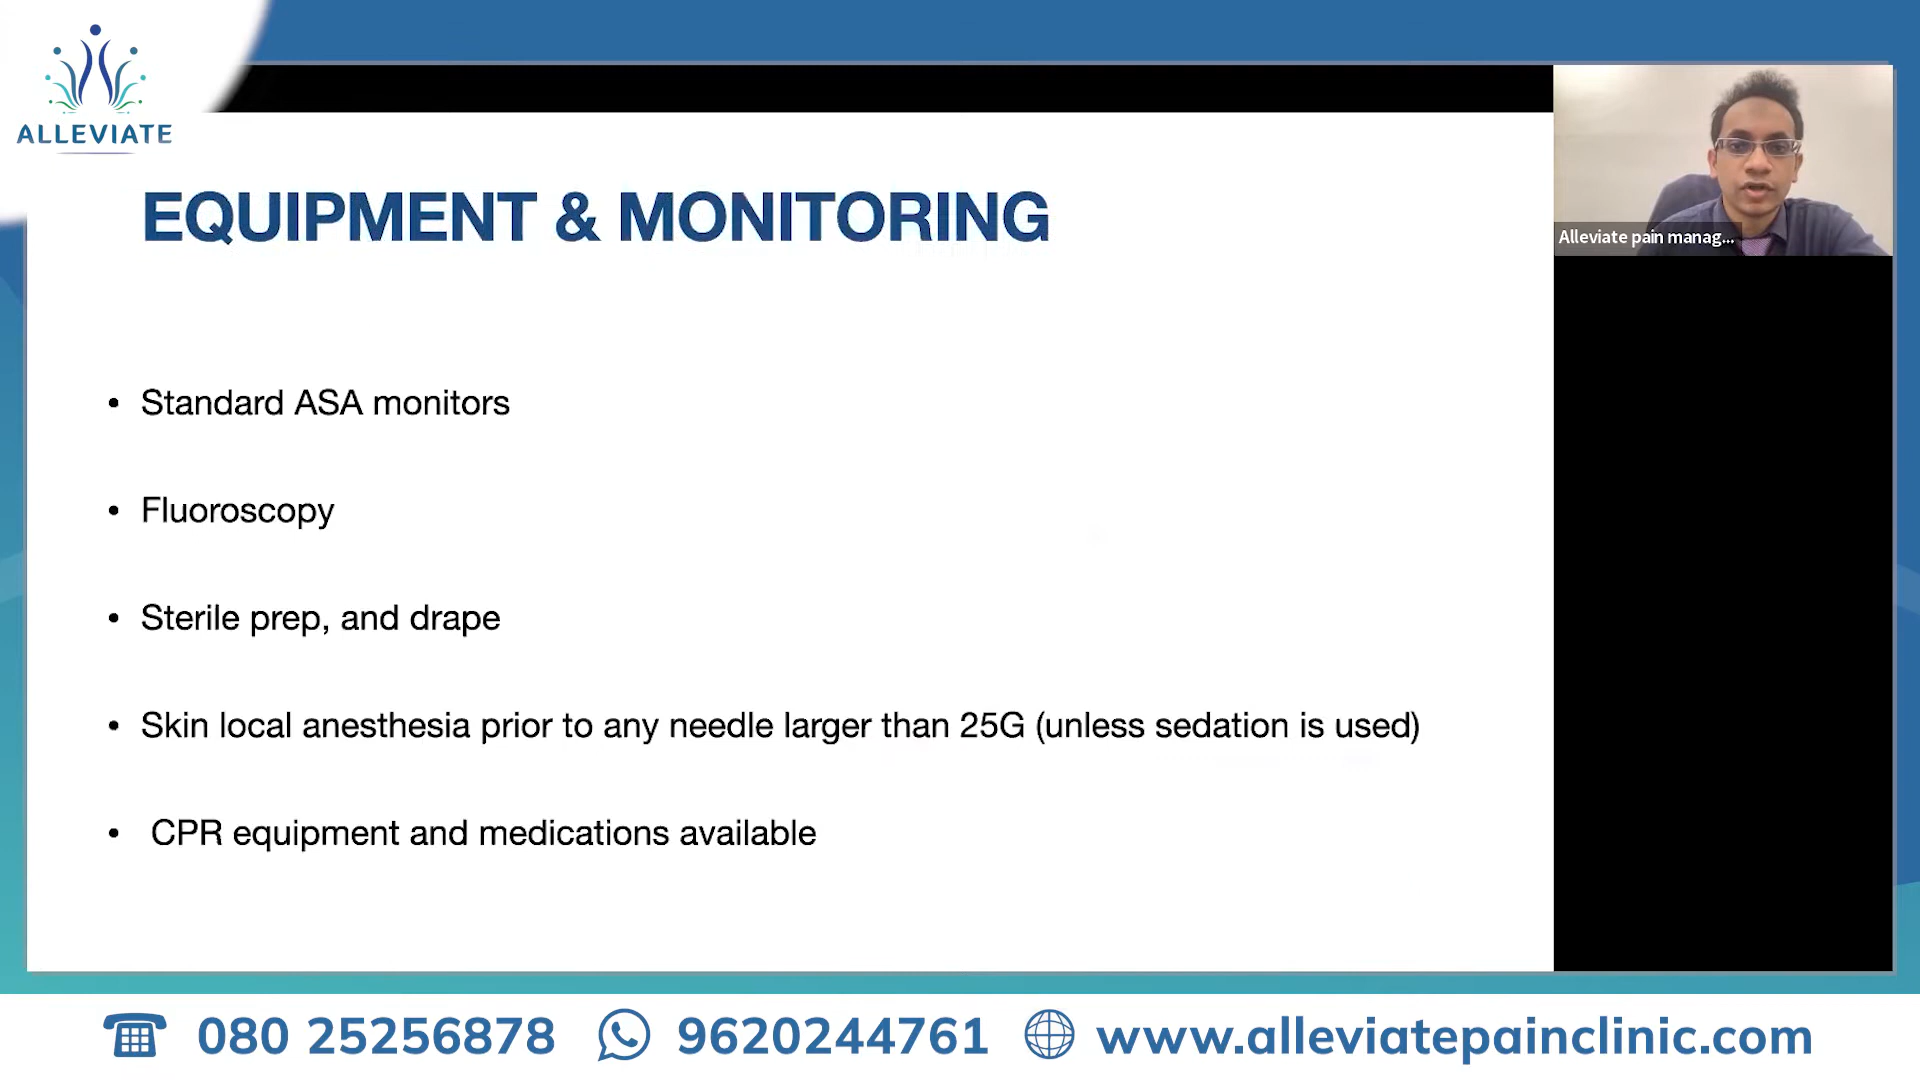 ALLEVIATE
EQUIPMENT & MONITORING
Alleviate pain manag...
• Standard ASA monitors
• Fluoroscopy
• Sterile prep, and drape
• Skin local anesthesia prior to any needle larger than 25G (unless sedation is used)
• CPR equipment and medications available
080 25256878 9620244761 www.alleviatepainclinic.com